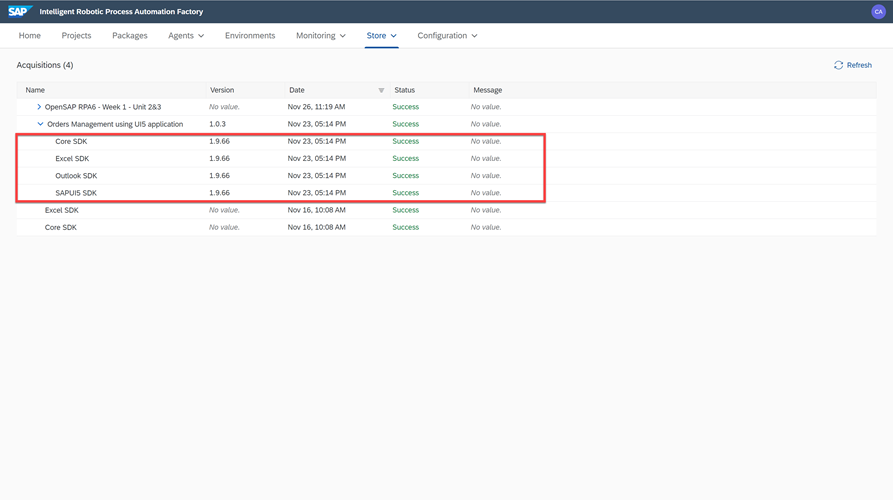 SAP Intelligent Robotic Process Automation Factory CA
Home Projects Packages Agents Environments Monitoring Store Configuration
Acquisitions (4) Refresh
Name Version Date Status Message
OpenSAP RPA6 - Week 1 - Unit 2&3 No value. Nov 26, 11:19 AM Success No value.
Orders Management using UI5 application 1.0.3 Nov 23, 05:14 PM Success No value.
Core SDK 1.9.66 Nov 23, 05:14 PM Success No value.
Excel SDK 1.9.66 Nov 23, 05:14 PM Success No value.
Outlook SDK 1.9.66 Nov 23, 05:14 PM Success No value.
SAPUI5 SDK 1.9.66 Nov 23, 05:14 PM Success No value.
Excel SDK No value. Nov 16, 10:08 AM Success No value.
Core SDK No value. Nov 16, 10:08 AM Success No value.